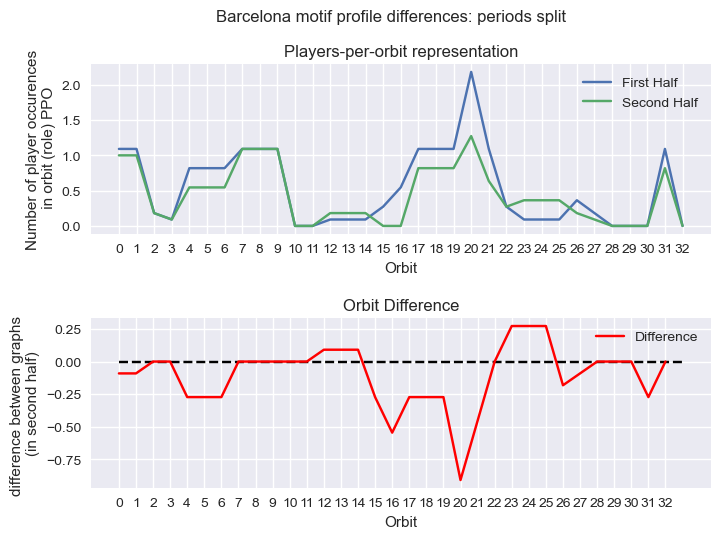 Barcelona motif profile differences: periods split
Players-per-orbit representation
Number of player occurences
in orbit (role) PPO
2.0
1.5
1.0
0.5
0.0
First Half
Second Half
0 1 2 3 4 5 6 7 8 9 10 11 12 13 14 15 16 17 18 19 20 21 22 23 24 25 26 27 28 29 30 31 32
Orbit
Orbit Difference
difference between graphs
(in second half)
0.25
0.00
−0.25
−0.50
−0.75
Difference
0 1 2 3 4 5 6 7 8 9 10 11 12 13 14 15 16 17 18 19 20 21 22 23 24 25 26 27 28 29 30 31 32
Orbit